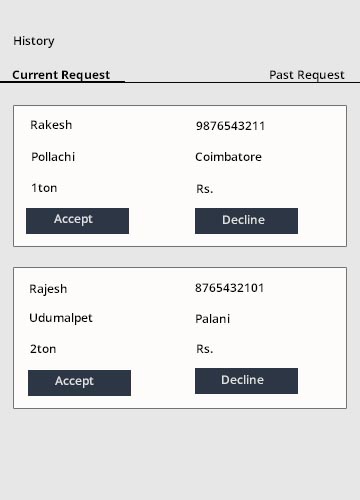 History
Current Request Past Request
Rakesh 9876543211
Pollachi Coimbatore
1ton Rs.
Accept Decline
Rajesh 8765432101
Udumalpet Palani
2ton Rs.
Accept Decline